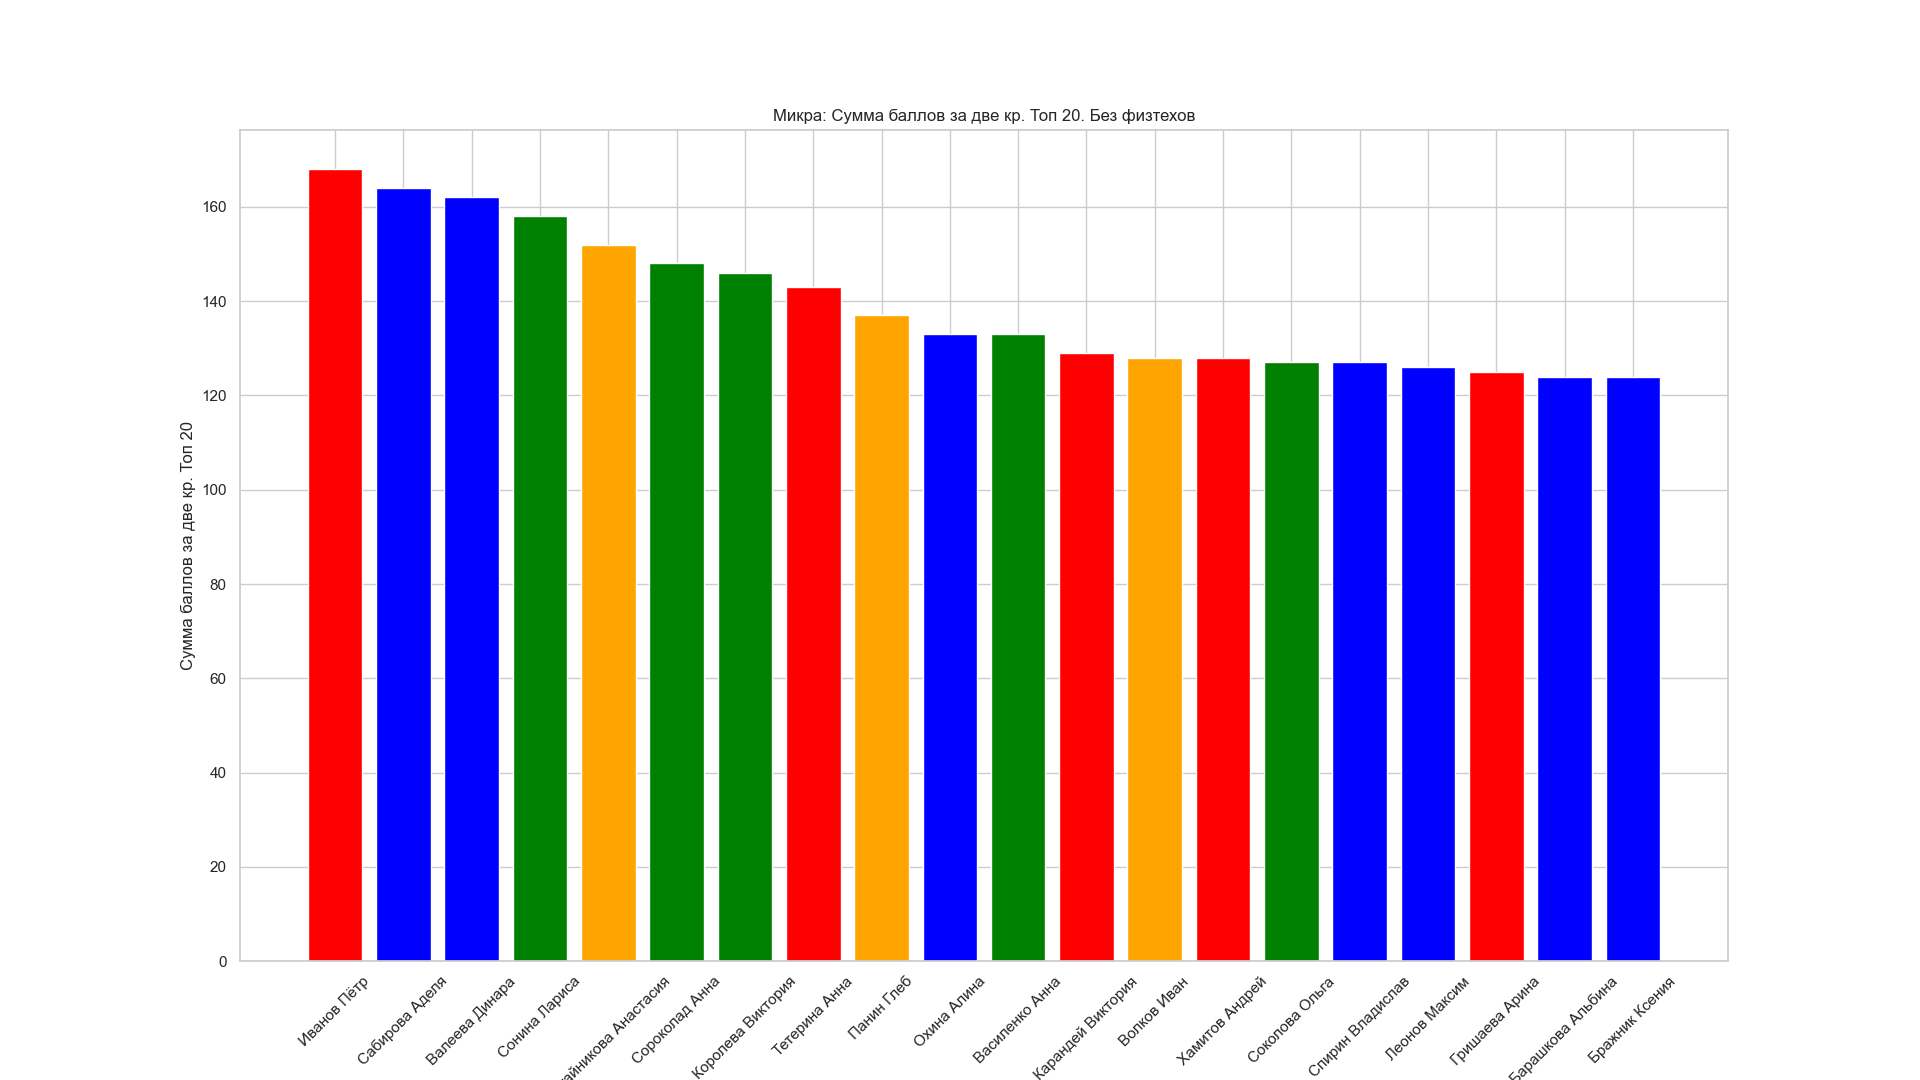 Микра: Сумма баллов за две кр. Топ 20. Без физтехов
Сумма баллов за две кр. Топ 20
160
140
120
100
80
60
40
20
0
Иванов Пётр
Сабирова Аделя
Валеева Динара
Сонина Лариса
Анастасия
Сороколад Анна
Королева Виктория
Тетерина Анна
Панин Глеб
Охина Алина
Василенко Анна
Карандей Виктория
Волков Иван
Хамитов Андрей
Соколова Ольга
Спирин Владислав
Леонов Максим
Гришаева Арина
Барашкова Альбина
Бражник Ксения